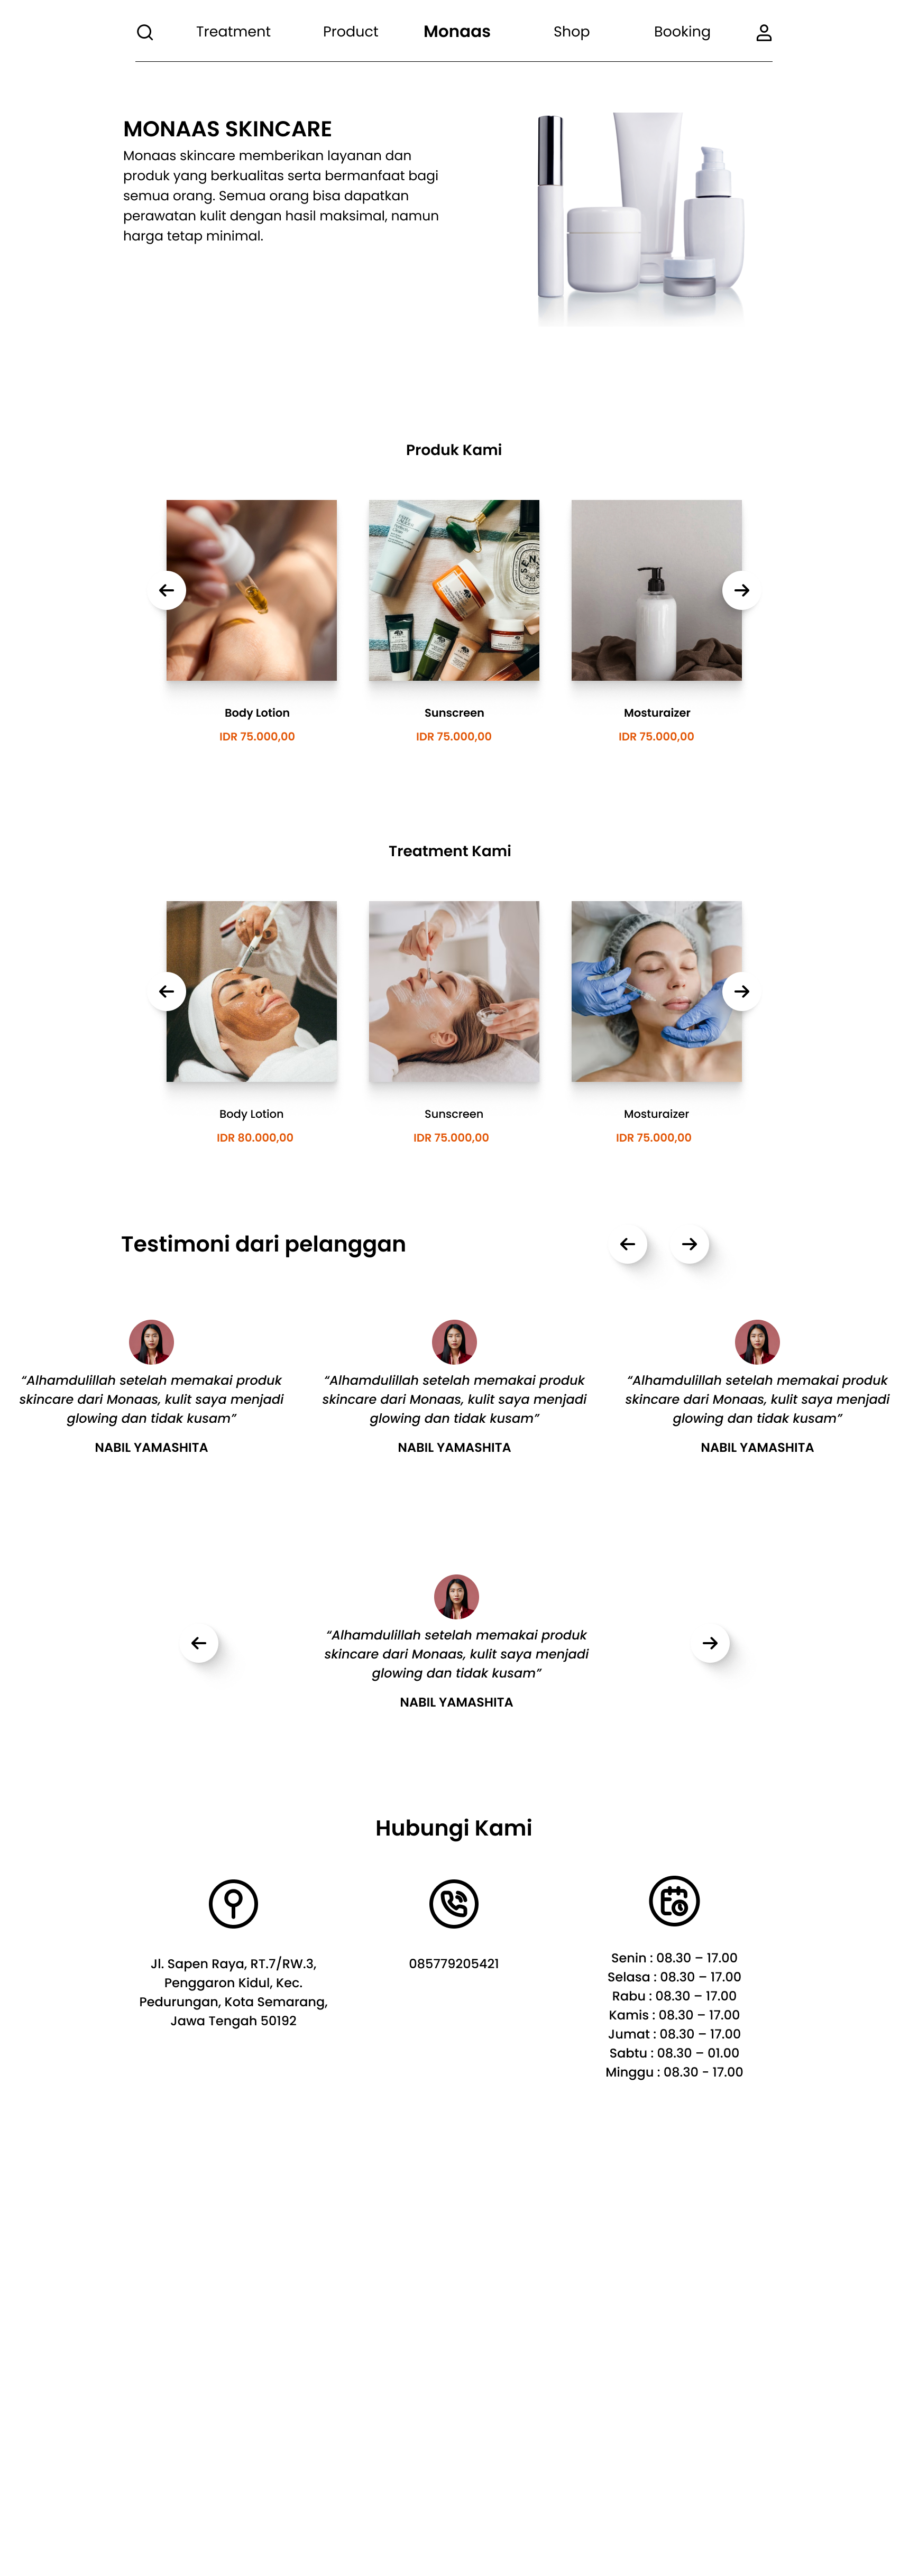 Treatment
Product
Monaas
Shop
Booking
MONAAS SKINCARE
Monaas skincare memberikan layanan dan
produk yang berkualitas serta bermanfaat bagi
semua orang. Semua orang bisa dapatkan
perawatan kulit dengan hasil maksimal, namun
harga tetap minimal.
Produk Kami
Body Lotion
IDR 75.000,00
Sunscreen
IDR 75.000,00
Mosturaizer
IDR 75.000,00
Treatment Kami
Body Lotion
IDR 80.000,00
Sunscreen
IDR 75.000,00
Mosturaizer
IDR 75.000,00
Testimoni dari pelanggan
“Alhamdulillah setelah memakai produk
skincare dari Monaas, kulit saya menjadi
glowing dan tidak kusam”
NABIL YAMASHITA
“Alhamdulillah setelah memakai produk
skincare dari Monaas, kulit saya menjadi
glowing dan tidak kusam”
NABIL YAMASHITA
“Alhamdulillah setelah memakai produk
skincare dari Monaas, kulit saya menjadi
glowing dan tidak kusam”
NABIL YAMASHITA
“Alhamdulillah setelah memakai produk
skincare dari Monaas, kulit saya menjadi
glowing dan tidak kusam”
NABIL YAMASHITA
Hubungi Kami
Jl. Sapen Raya, RT.7/RW.3,
Penggaron Kidul, Kec.
Pedurungan, Kota Semarang,
Jawa Tengah 50192
085779205421
Senin : 08.30 – 17.00
Selasa : 08.30 – 17.00
Rabu : 08.30 – 17.00
Kamis : 08.30 – 17.00
Jumat : 08.30 – 17.00
Sabtu : 08.30 – 01.00
Minggu : 08.30 - 17.00